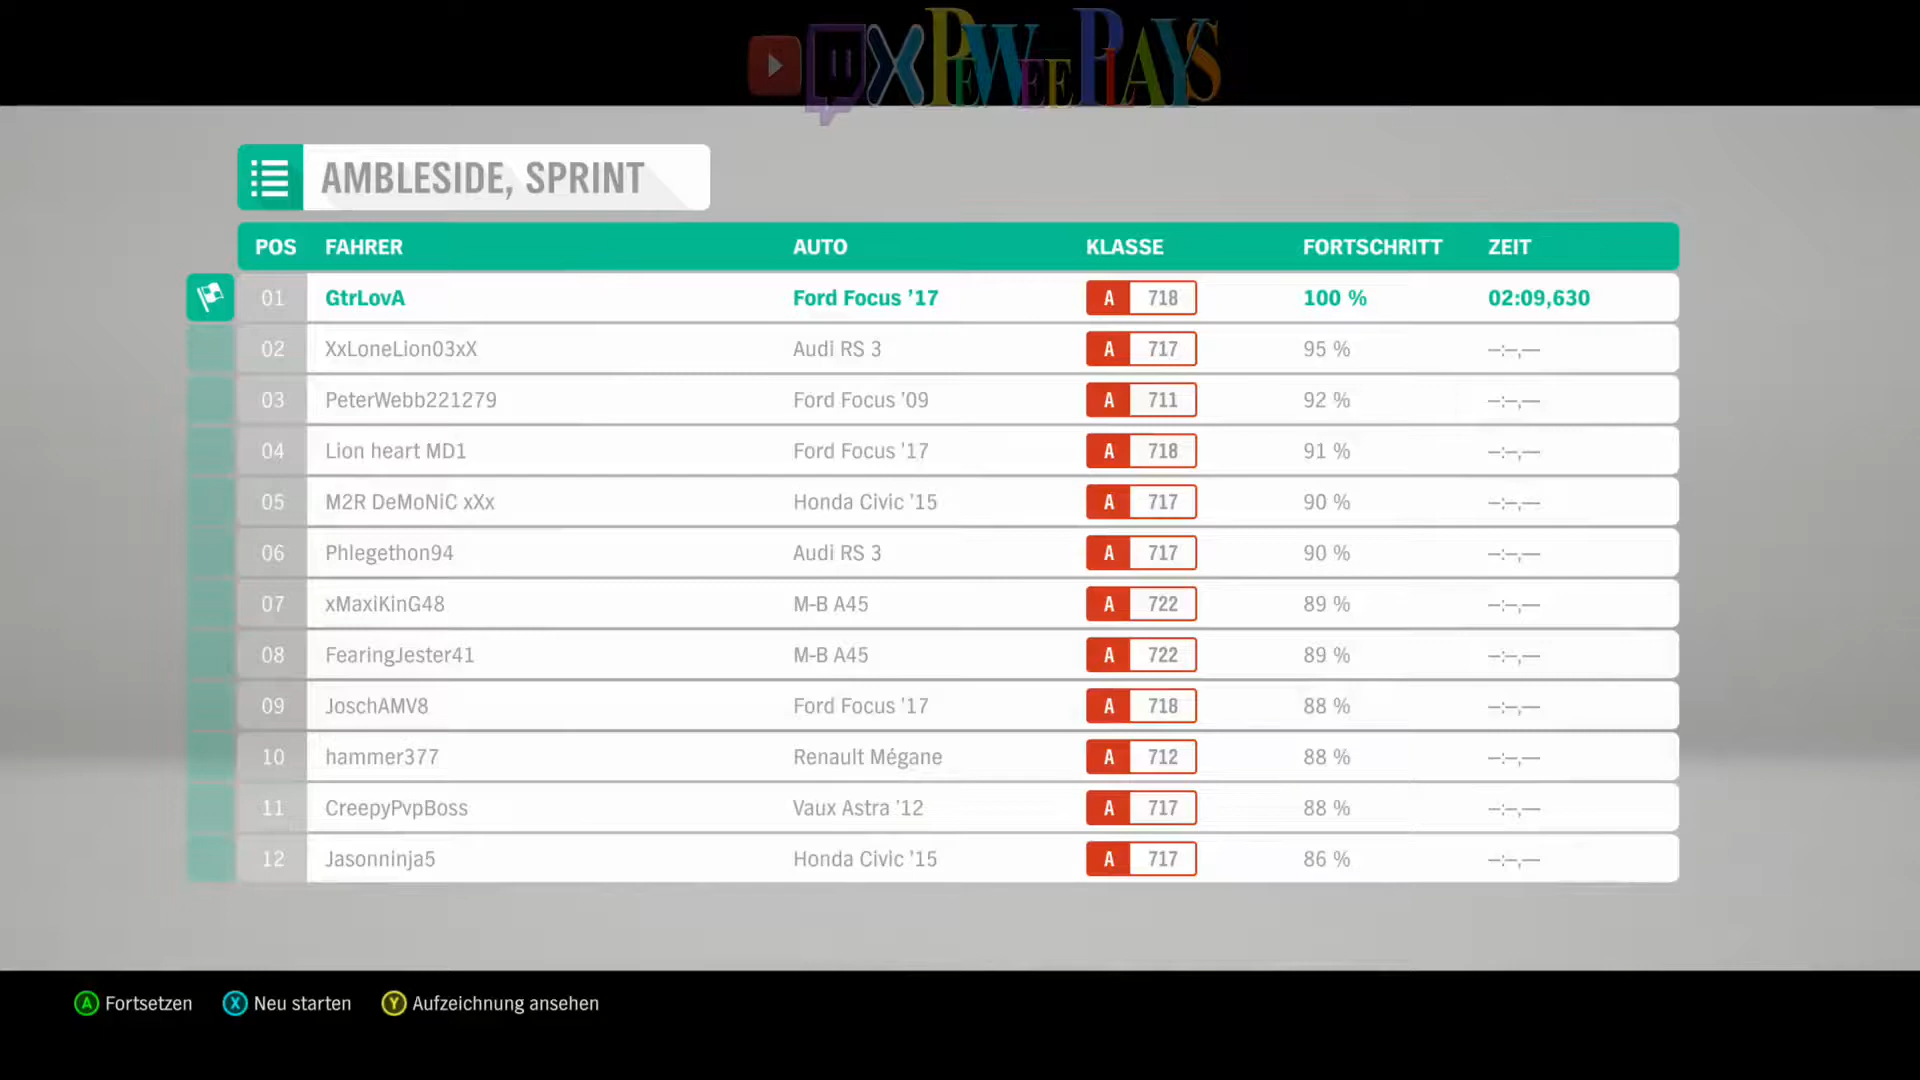 PEWEEPLAYS
AMBLESIDE, SPRINT
POS FAHRER AUTO KLASSE FORTSCHRITT ZEIT
01 GtrLovA Ford Focus '17 A 718 100 % 02:09,630
02 XxLoneLion03xX Audi RS 3 A 717 95 % --:--,---
03 PeterWebb221279 Ford Focus '09 A 711 92 % --:--,---
04 Lion heart MD1 Ford Focus '17 A 718 91 % --:--,---
05 M2R DeMoNiC xXx Honda Civic '15 A 717 90 % --:--,---
06 Phlegethon94 Audi RS 3 A 717 90 % --:--,---
07 xMaxiKinG48 M-B A45 A 722 89 % --:--,---
08 FearingJester41 M-B A45 A 722 89 % --:--,---
09 JoschAMV8 Ford Focus '17 A 718 88 % --:--,---
10 hammer377 Renault Mégane A 712 88 % --:--,---
11 CreepyPvpBoss Vaux Astra '12 A 717 88 % --:--,---
12 Jasonninja5 Honda Civic '15 A 717 86 % --:--,---
A Fortsetzen X Neu starten Y Aufzeichnung ansehen